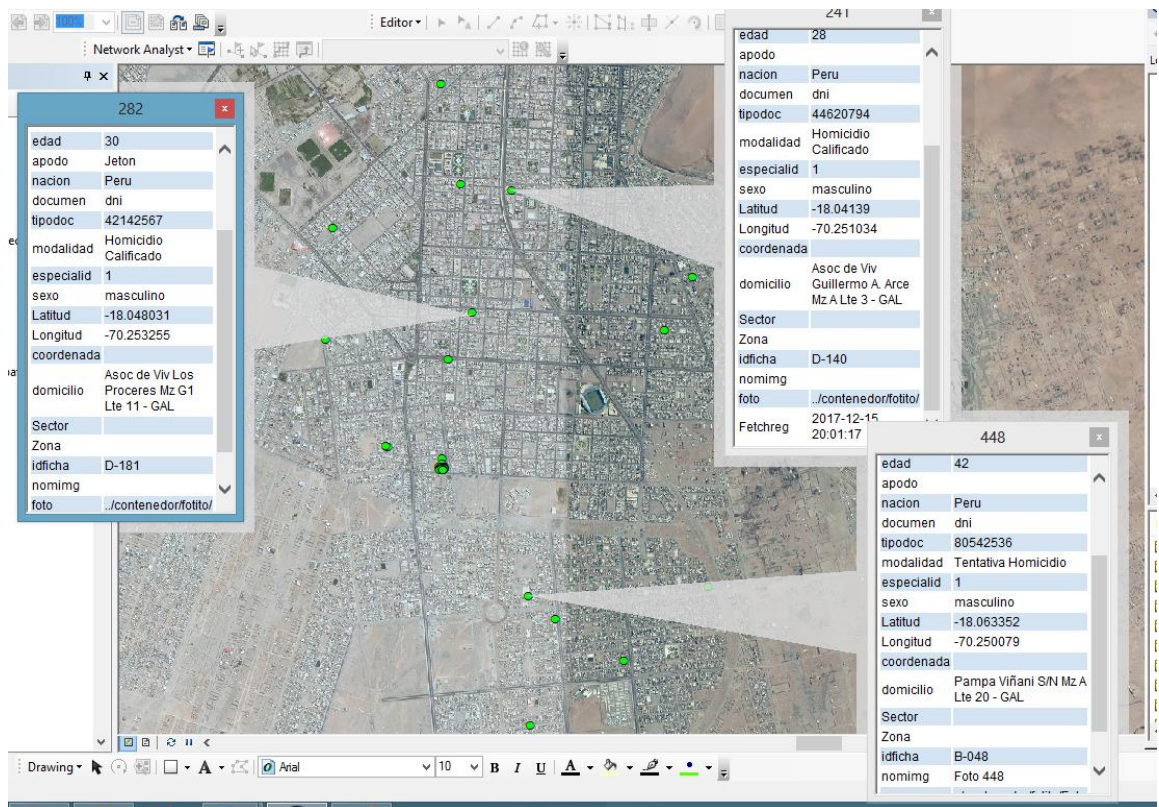 100%
Editor
Network Analyst
282
edad 30
apodo Jeton
nacion Peru
documen dni
tipodoc 42142567
modalidad Homicidio
Calificado
especialid 1
sexo masculino
Latitud -18.048031
Longitud -70.253255
coordenada
domicilio Asoc de Viv Los
Proceres Mz G1
Lte 11 - GAL
Sector
Zona
idficha D-181
nomimg
foto ../contenedor/fotito/
241
edad 28
apodo
nacion Peru
documen dni
tipodoc 44620794
modalidad Homicidio
Calificado
especialid 1
sexo masculino
Latitud -18.04139
Longitud -70.251034
coordenada
domicilio Asoc de Viv
Guillermo A. Arce
Mz A Lte 3 - GAL
Sector
Zona
idficha D-140
nomimg
foto ../contenedor/fotito/
Fetchreg 2017-12-15
20:01:17
448
edad 42
apodo
nacion Peru
documen dni
tipodoc 80542536
modalidad Tentativa Homicidio
especialid 1
sexo masculino
Latitud -18.063352
Longitud -70.250079
coordenada
domicilio Pampa Viñani S/N Mz A
Lte 20 - GAL
Sector
Zona
idficha B-048
nomimg Foto 448
Drawing A Arial 10 B I U A